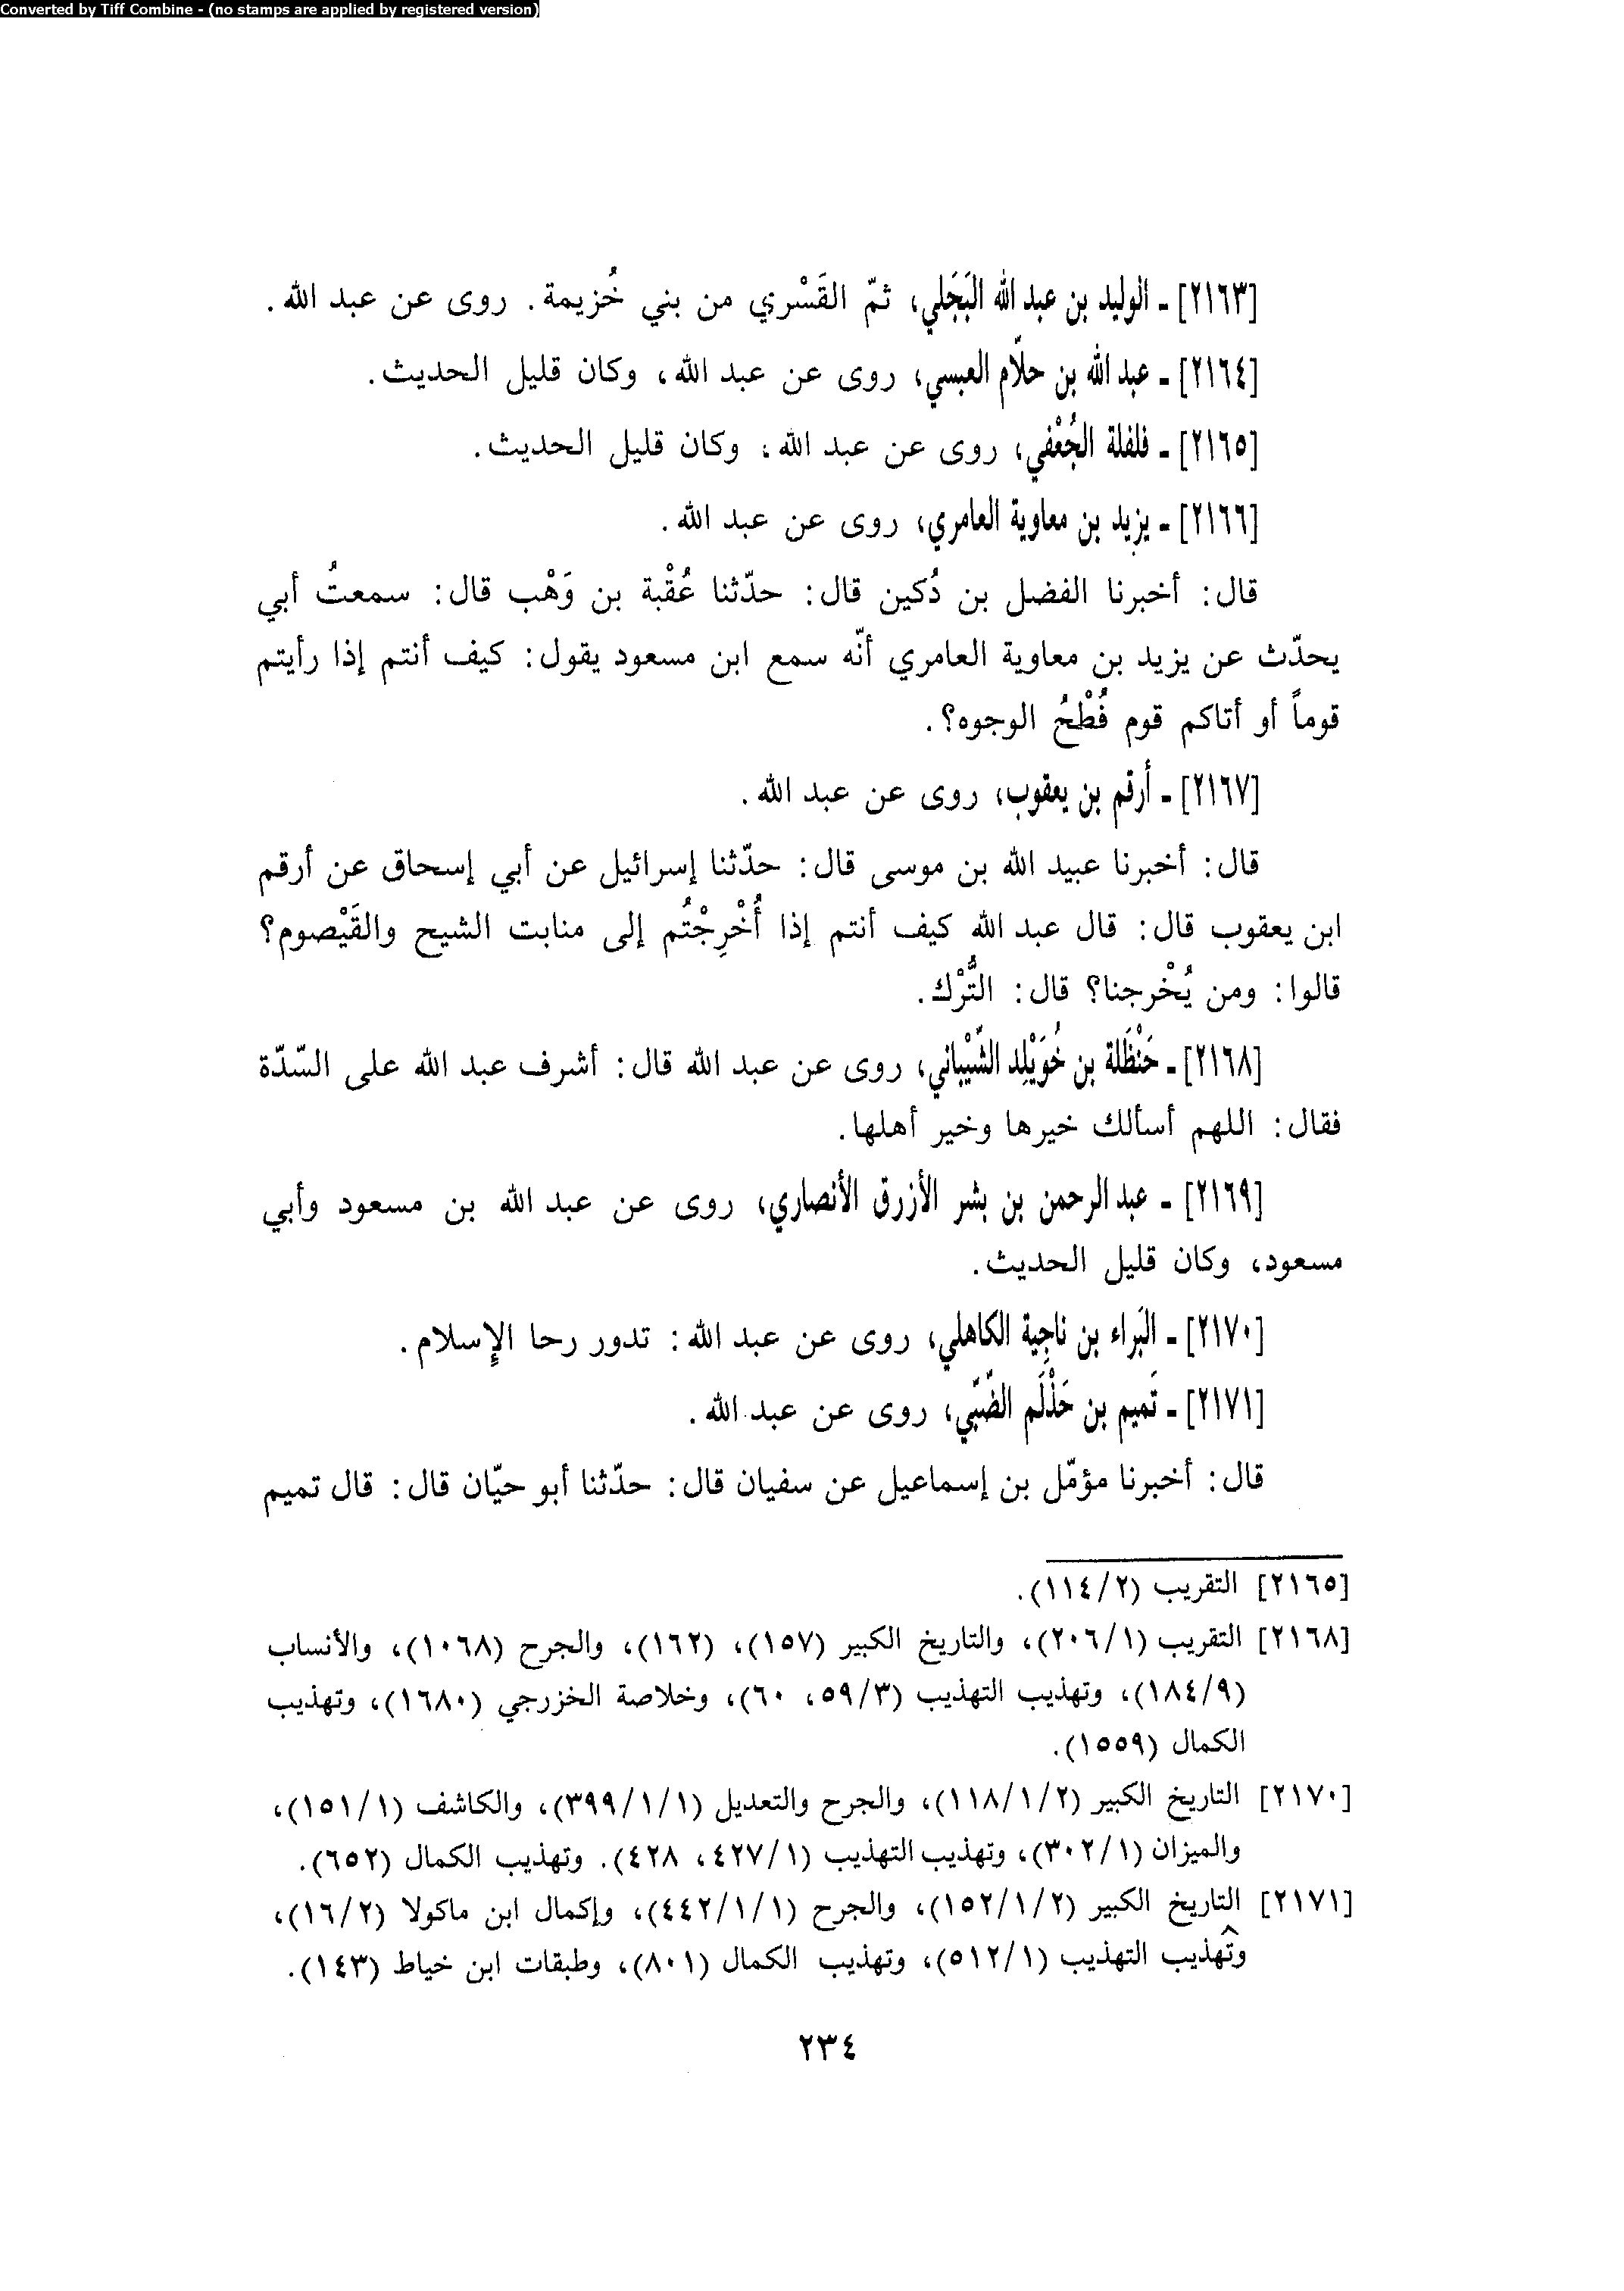 Converted by Tiff Combine - (no stamps are applied by registered version)
[٢١٦٣] ـ الوليد بن عبد الله البَجَلي، ثمّ القَسْري من بني خُزيمة. روى عن عبد الله.
[٢١٦٤] ـ عبد الله بن حلّام العبسي، روى عن عبد الله، وكان قليل الحديث.
[٢١٦٥] ـ فلفلة الجُعْفي، روى عن عبد الله، وكان قليل الحديث.
[٢١٦٦] ـ يزيد بن معاوية العامري، روى عن عبد الله.
قال: أخبرنا الفضل بن دُكين قال: حدّثنا عُقْبة بن وَهْب قال: سمعتُ أبي
يحدّث عن يزيد بن معاوية العامري أنّه سمع ابن مسعود يقول: كيف أنتم إذا رأيتم
قوماً أو أتاكم قوم فُطْحُ الوجوه؟.
[٢١٦٧] ـ أرقم بن يعقوب، روى عن عبد الله.
قال: أخبرنا عبيد الله بن موسى قال: حدّثنا إسرائيل عن أبي إسحاق عن أرقم
ابن يعقوب قال: قال عبد الله كيف أنتم إذا أُخْرِجْتُم إلى منابت الشيح والقَيْصوم؟
قالوا: ومن يُخْرجنا؟ قال: التُّرْك.
[٢١٦٨] ـ حَنْظَلة بن خُوَيْلِد الشَّيْباني، روى عن عبد الله قال: أشرف عبد الله على السّدّة
فقال: اللهم أسألك خيرها وخير أهلها.
[٢١٦٩] ـ عبد الرحمن بن بشر الأزرق الأنصاري، روى عن عبد الله بن مسعود وأبي
مسعود، وكان قليل الحديث.
[٢١٧٠] ـ البَراء بن ناجِية الكاهلي، روى عن عبد الله: تدور رحا الإسلام.
[٢١٧١] ـ تَميم بن حَذْلَم الضَّبّي، روى عن عبد الله.
قال: أخبرنا مؤمّل بن إسماعيل عن سفيان قال: حدّثنا أبو حيّان قال: قال تميم
[٢١٦٥] التقريب (١١٤/٢).
[٢١٦٨] التقريب (٢٠٦/١)، والتاريخ الكبير (١٥٧)، (١٦٢)، والجرح (١٠٦٨)، والأنساب
(١٨٤/٩)، وتهذيب التهذيب (٥٩/٣، ٦٠)، وخلاصة الخزرجي (١٦٨٠)، وتهذيب
الكمال (١٥٥٩).
[٢١٧٠] التاريخ الكبير (١١٨/١/٢)، والجرح والتعديل (٣٩٩/١/١)، والكاشف (١٥١/١)،
والميزان (٣٠٢/١)، وتهذيب التهذيب (٤٢٧/١، ٤٢٨). وتهذيب الكمال (٦٥٢).
[٢١٧١] التاريخ الكبير (١٥٢/١/٢)، والجرح (٤٤٢/١/١)، وإكمال ابن ماكولا (١٦/٢)،
وتهذيب التهذيب (٥١٢/١)، وتهذيب الكمال (٨٠١)، وطبقات ابن خياط (١٤٣).
٢٣٤